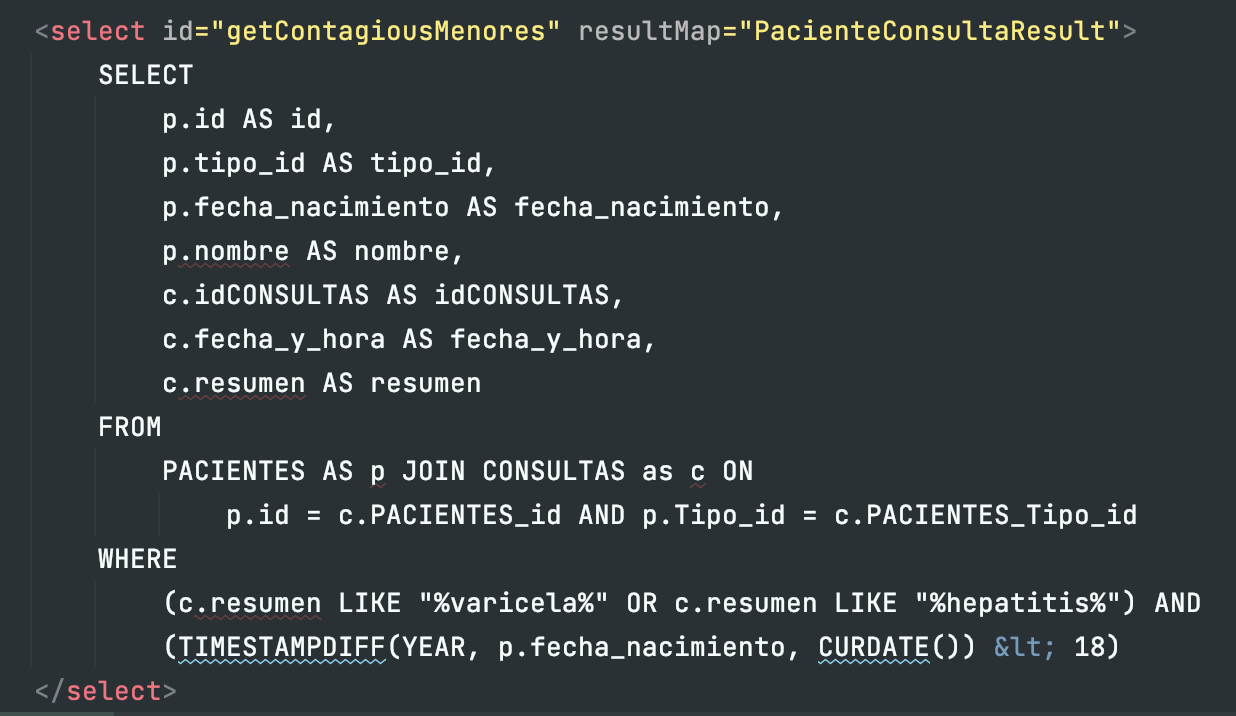 <select id="getContagiousMenores" resultMap="PacienteConsultaResult">
SELECT
p.id AS id,
p.tipo_id AS tipo_id,
p.fecha_nacimiento AS fecha_nacimiento,
p.nombre AS nombre,
c.idCONSULTAS AS idCONSULTAS,
c.fecha_y_hora AS fecha_y_hora,
c.resumen AS resumen
FROM
PACIENTES AS p JOIN CONSULTAS as c ON
p.id = c.PACIENTES_id AND p.Tipo_id = c.PACIENTES_Tipo_id
WHERE
(c.resumen LIKE "%varicela%" OR c.resumen LIKE "%hepatitis%") AND
(TIMESTAMPDIFF(YEAR, p.fecha_nacimiento, CURDATE()) &lt; 18)
</select>